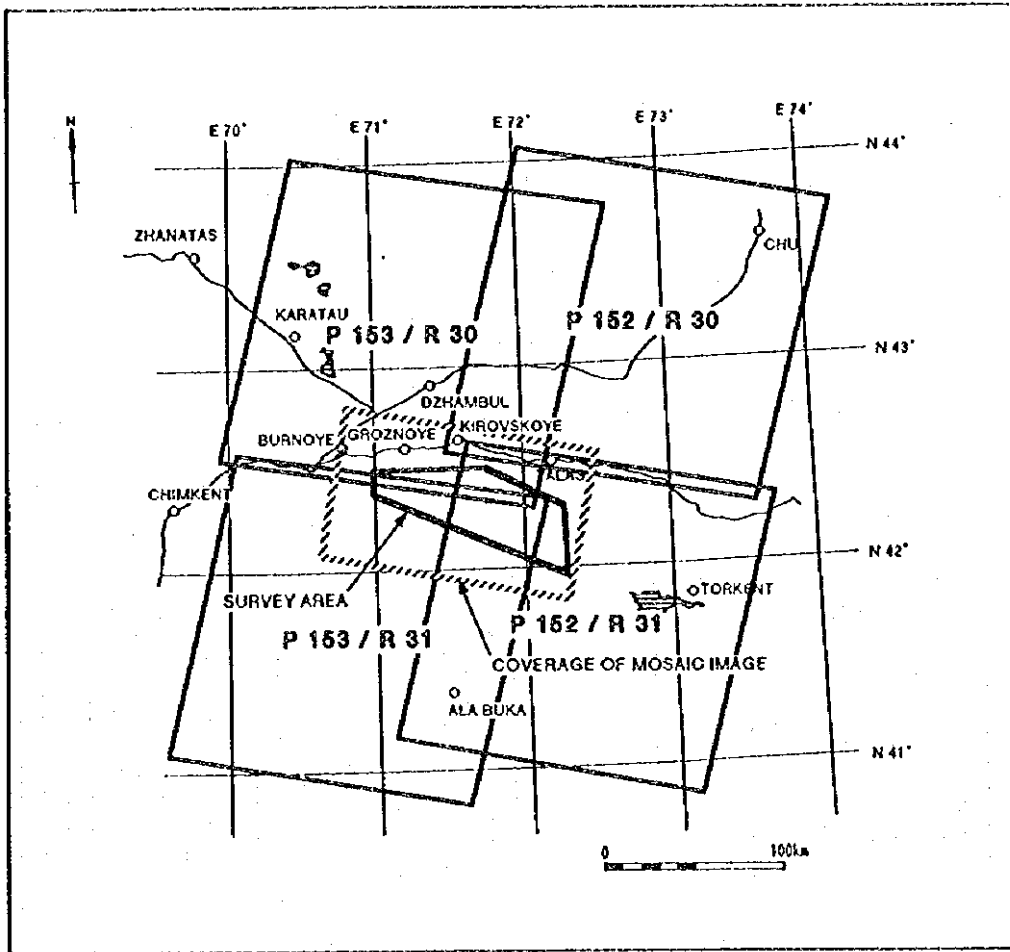 N
E 70°
E 71°
E 72°
E 73°
E 74°
N 44°
ZHANATAS
CHU
KARATAU
P 153 / R 30
P 152 / R 30
N 43°
DZHAMBUL
KIROVSKOYE
BURNOYE
GROZNOYE
CHIMKENT
N 42°
SURVEY AREA
TORKENT
P 153 / R 31
P 152 / R 31
COVERAGE OF MOSAIC IMAGE
ALA BUKA
N 41°
0
100km